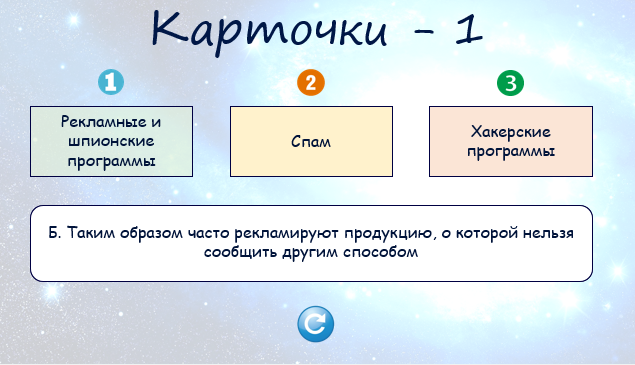 Карточки - 1
1
2
3
Рекламные и
шпионские
программы
Спам
Хакерские
программы
Б. Таким образом часто рекламируют продукцию, о которой нельзя
сообщить другим способом